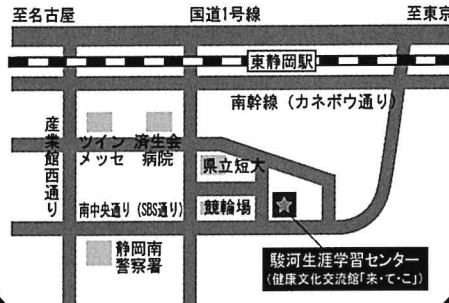 至名古屋
国道1号線
至東京
東静岡駅
南幹線(カネボウ通り)
産業館西通り
ツイン
メッセ
済生会
病院
県立短大
南中央通り(SBS通り)
競輪場
静岡南
警察署
駿河生涯学習センター
(健康文化交流館「来・て・こ」)